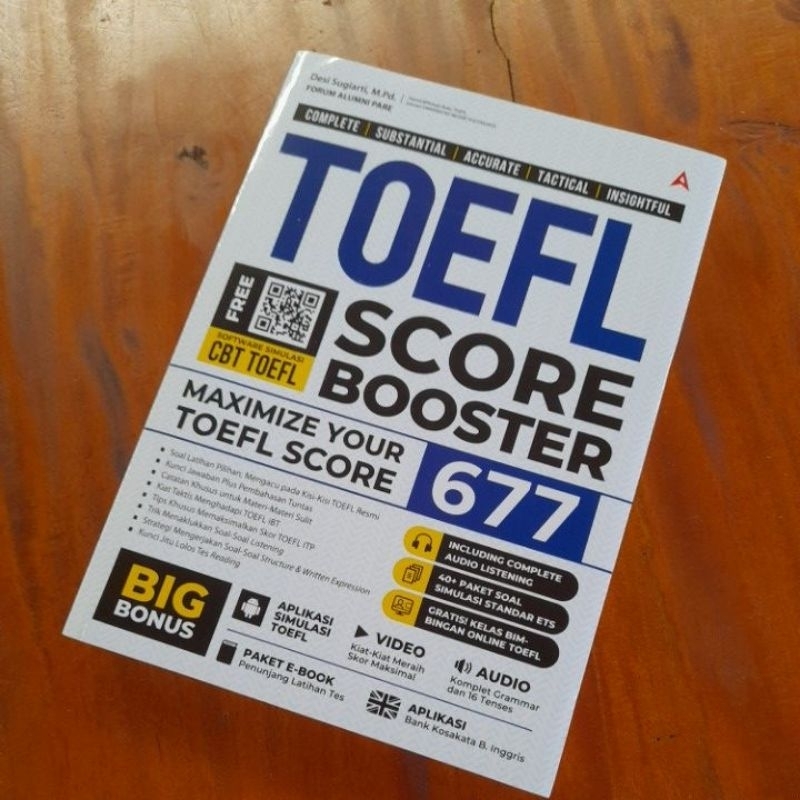 Desi Sugiarti, M.Pd.
FORUM ALUMNI PARE
COMPLETE | SUBSTANTIAL | ACCURATE | TACTICAL | INSIGHTFUL
TOEFL
FREE
SOFTWARE SIMULASI
CBT TOEFL
SCORE
BOOSTER
MAXIMIZE YOUR
TOEFL SCORE
677
• Soal Latihan Pilihan, Mengacu pada Kisi-Kisi TOEFL Resmi
• Kunci Jawaban Plus Pembahasan Tuntas
• Catatan Khusus untuk Materi-Materi Sulit
• Kiat Taktis Menghadapi TOEFL iBT
• Tips Khusus Memaksimalkan Skor TOEFL ITP
• Trik Menaklukkan Soal-Soal Listening
• Strategi Mengerjakan Soal-Soal Structure & Written Expression
• Kunci Jitu Lolos Tes Reading
INCLUDING COMPLETE
AUDIO LISTENING
40+ PAKET SOAL
SIMULASI STANDAR ETS
GRATIS! KELAS BIM-
BINGAN ONLINE TOEFL
BIG
BONUS
APLIKASI
SIMULASI
TOEFL
VIDEO
Kiat-Kiat Meraih
Skor Maksimal
AUDIO
Komplet Grammar
dan 16 Tenses
PAKET E-BOOK
Penunjang Latihan Tes
APLIKASI
Bank Kosakata B. Inggris